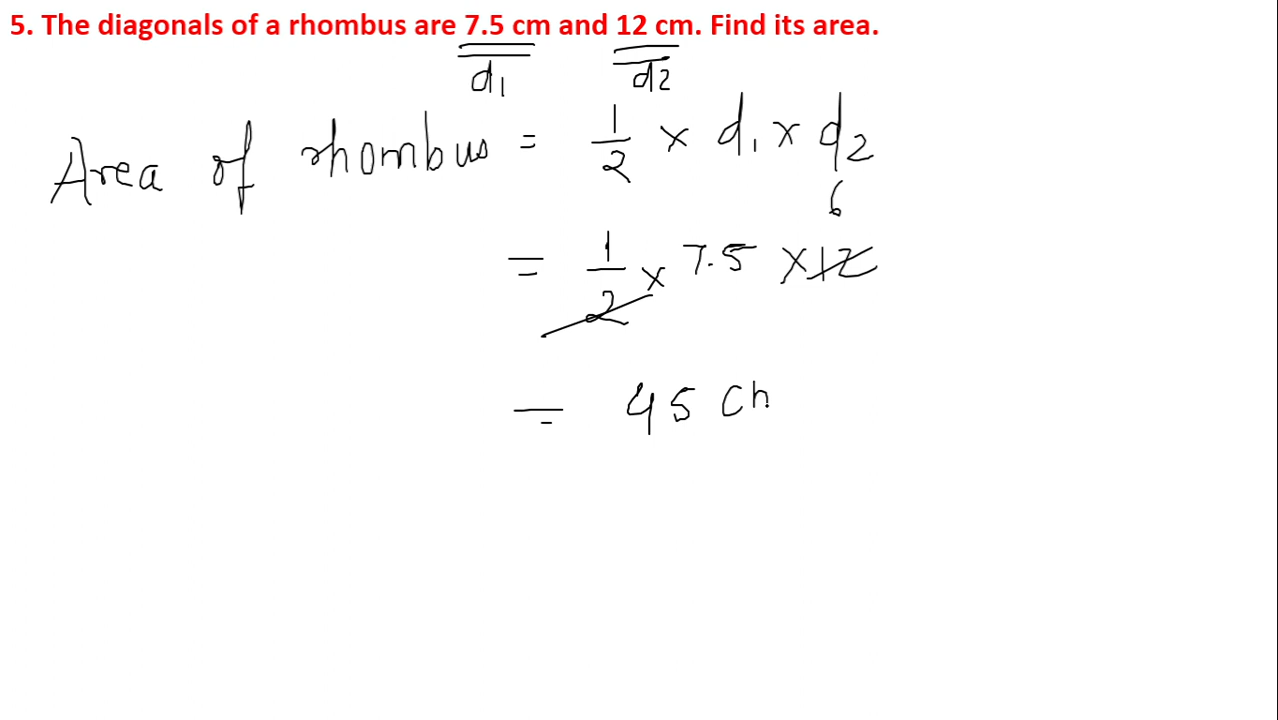 5. The diagonals of a rhombus are 7.5 cm and 12 cm. Find its area.
d1 d2
Area of rhombus = 1/2 × d1 × d2
6
= 1/2 × 7.5 × 12
= 45